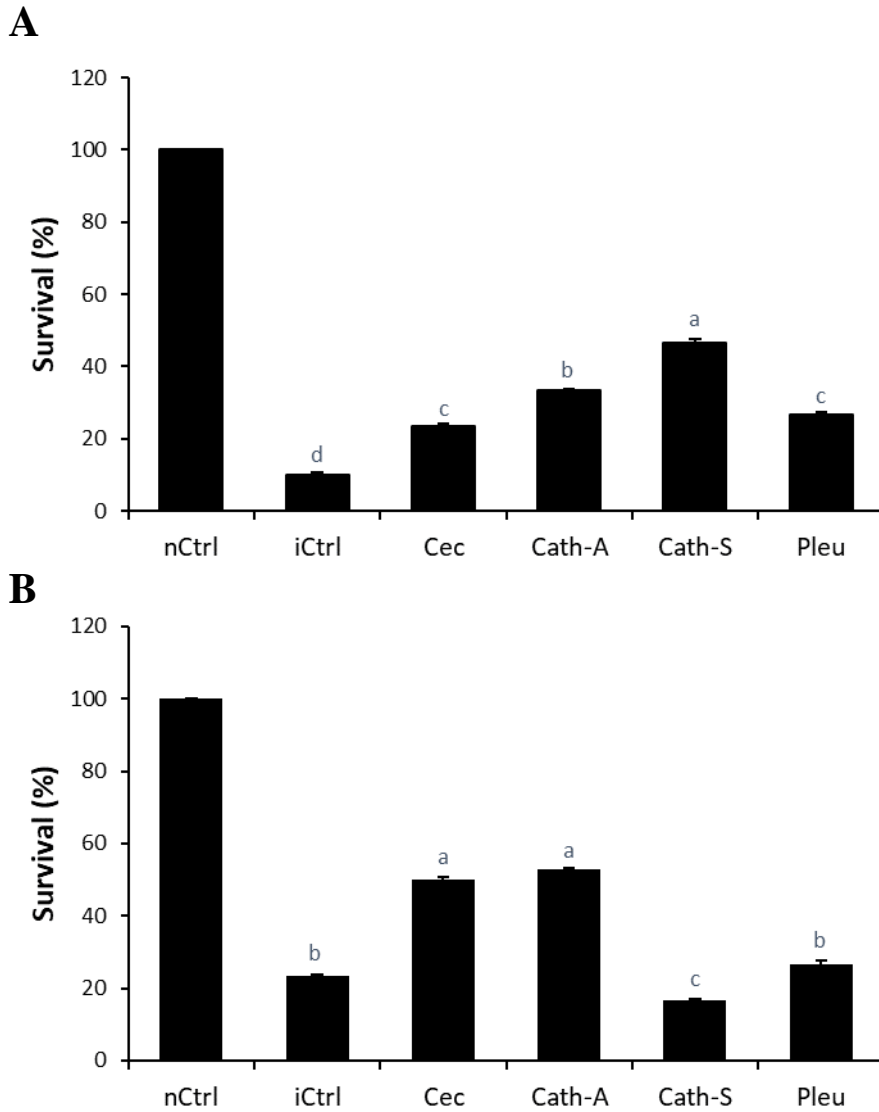 A
120
100
80
60
40
20
0
Survival (%)
d
c
b
a
c
nCtrl iCtrl Cec Cath-A Cath-S Pleu
B
120
100
80
60
40
20
0
Survival (%)
b
a
a
c
b
nCtrl iCtrl Cec Cath-A Cath-S Pleu